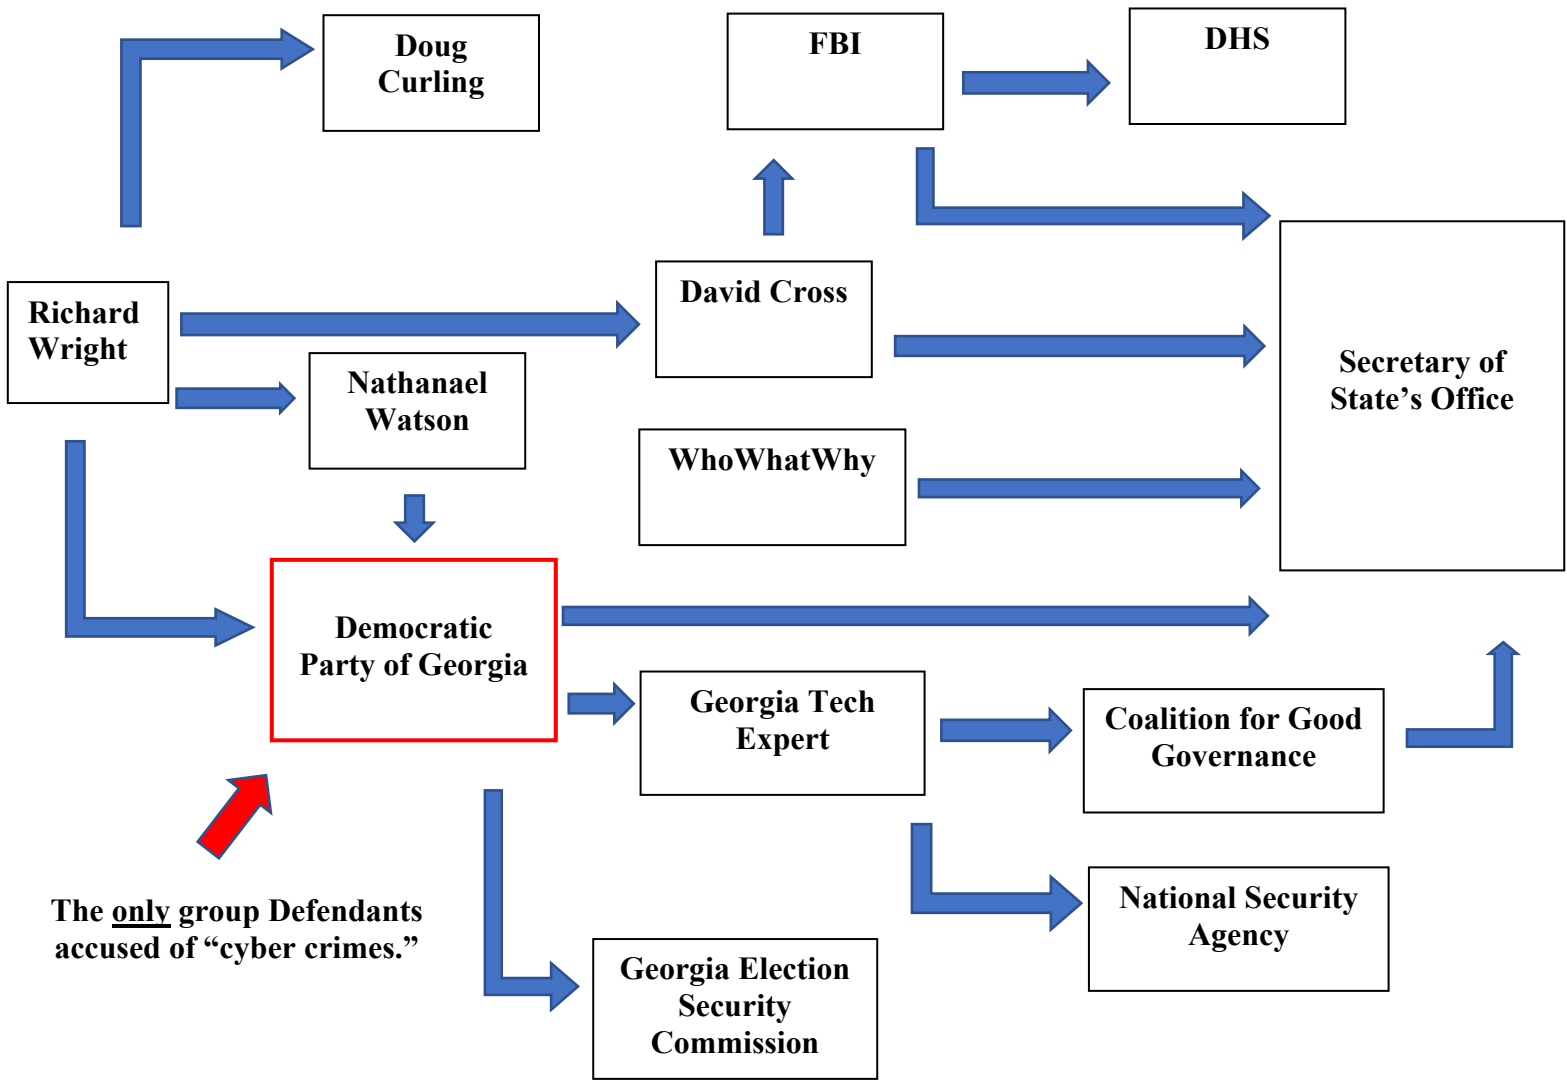 Doug
Curling
FBI
DHS
Richard
Wright
David Cross
Nathanael
Watson
Secretary of
State’s Office
WhoWhatWhy
Democratic
Party of Georgia
Georgia Tech
Expert
Coalition for Good
Governance
The only group Defendants
accused of “cyber crimes.”
National Security
Agency
Georgia Election
Security
Commission